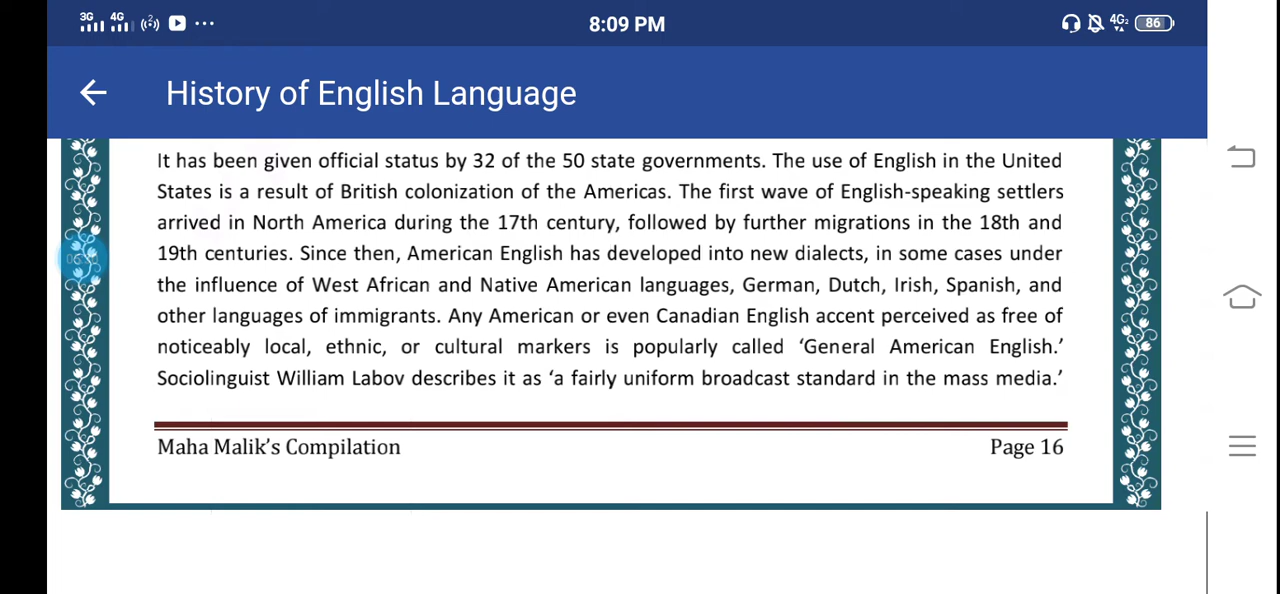 3G 4G 8:09 PM 4G2 86
History of English Language
It has been given official status by 32 of the 50 state governments. The use of English in the United
States is a result of British colonization of the Americas. The first wave of English-speaking settlers
arrived in North America during the 17th century, followed by further migrations in the 18th and
19th centuries. Since then, American English has developed into new dialects, in some cases under
the influence of West African and Native American languages, German, Dutch, Irish, Spanish, and
other languages of immigrants. Any American or even Canadian English accent perceived as free of
noticeably local, ethnic, or cultural markers is popularly called ‘General American English.’
Sociolinguist William Labov describes it as ‘a fairly uniform broadcast standard in the mass media.’
Maha Malik’s Compilation Page 16